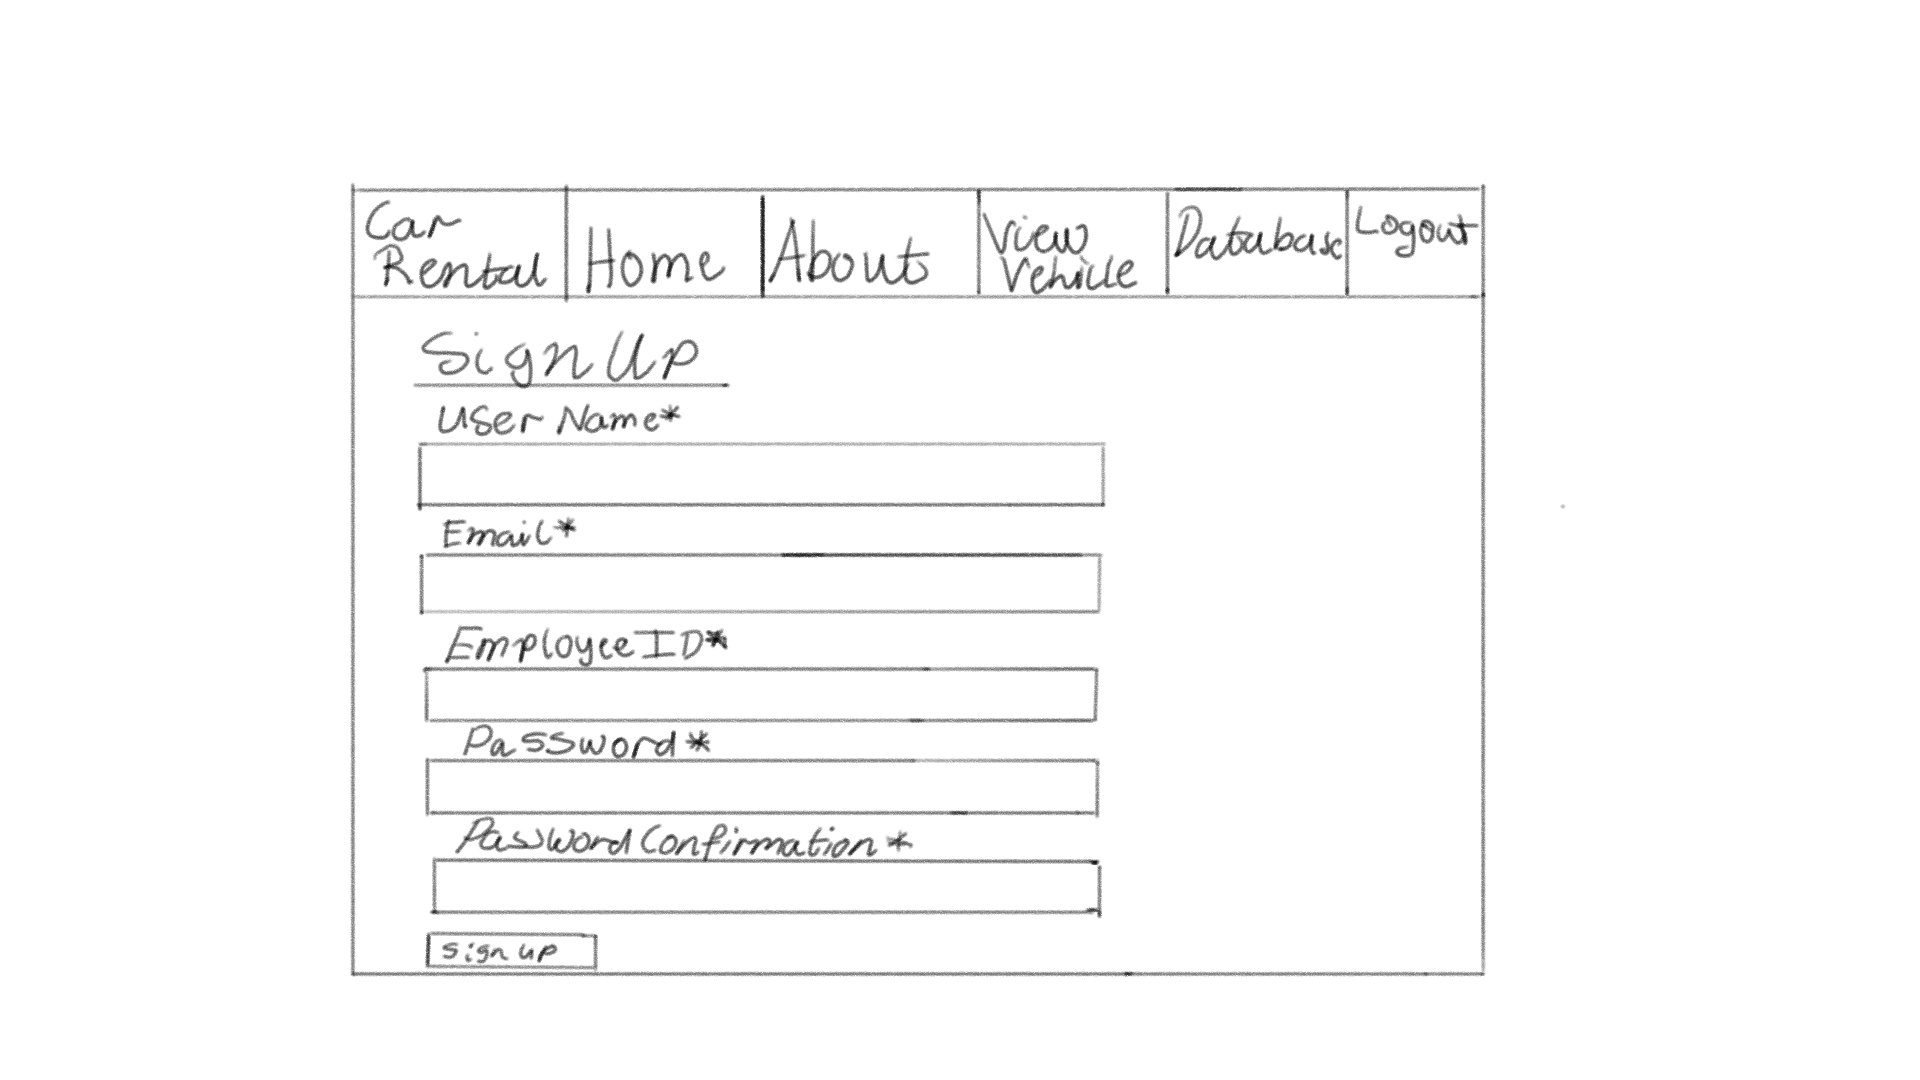 Car
Rental
Home
About
View
Vehicle
Database
Logout
Sign Up
User Name*
Email*
Employee ID*
Password*
Password Confirmation*
sign up